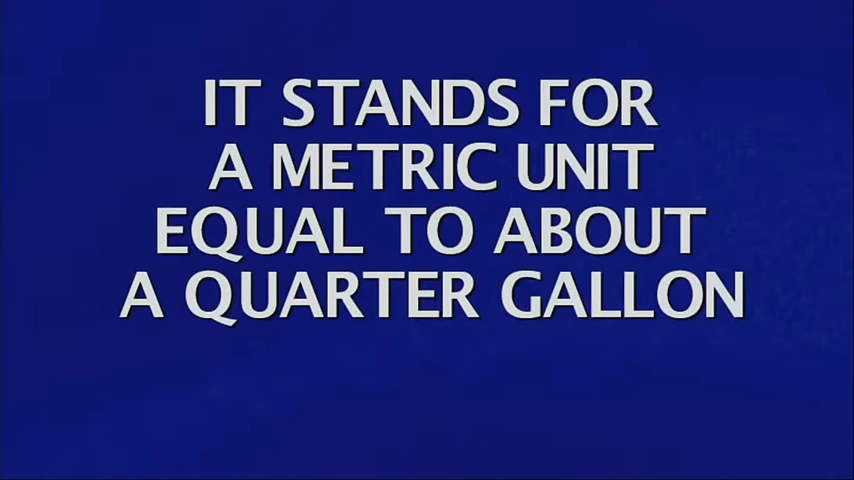 IT STANDS FOR
A METRIC UNIT
EQUAL TO ABOUT
A QUARTER GALLON